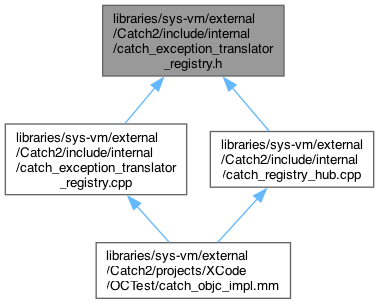 libraries/sys-vm/external
/Catch2/include/internal
/catch_exception_translator
_registry.h
libraries/sys-vm/external
/Catch2/include/internal
/catch_exception_translator
_registry.cpp
libraries/sys-vm/external
/Catch2/include/internal
/catch_registry_hub.cpp
libraries/sys-vm/external
/Catch2/projects/XCode
/OCTest/catch_objc_impl.mm